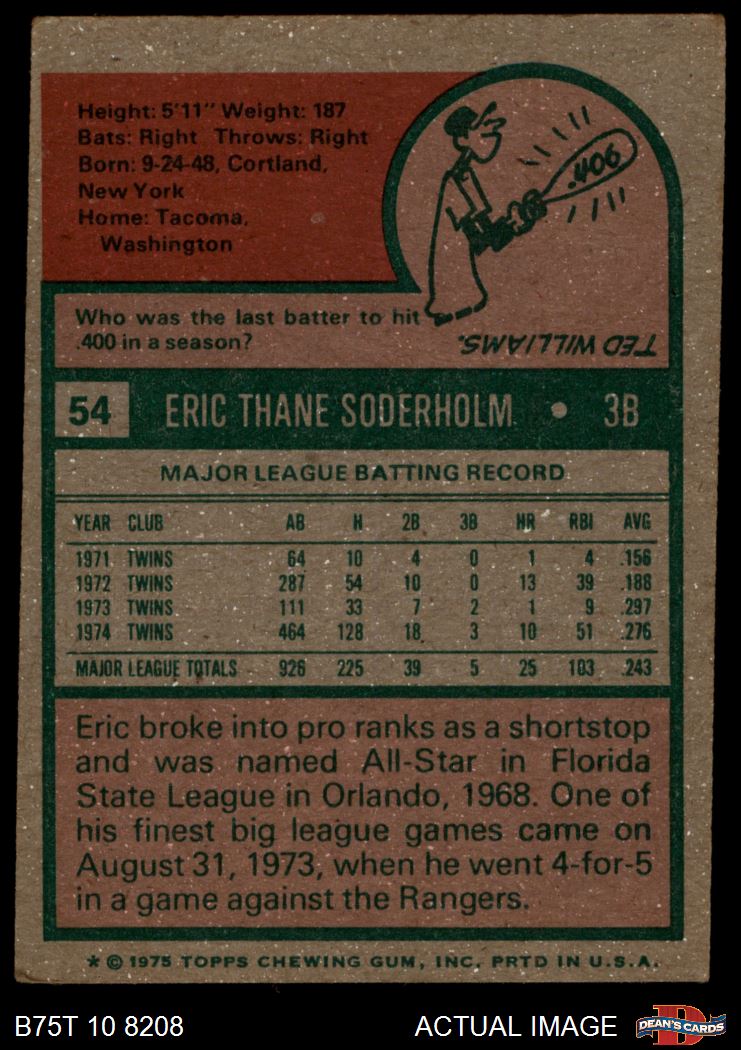 Height: 5'11" Weight: 187
Bats: Right Throws: Right
Born: 9-24-48, Cortland,
New York
Home: Tacoma,
Washington
.406
Who was the last batter to hit
.400 in a season?
TED WILLIAMS.
54 ERIC THANE SODERHOLM • 3B
MAJOR LEAGUE BATTING RECORD
YEAR CLUB AB H 2B 3B HR RBI AVG
1971 TWINS 64 10 4 0 1 4 .156
1972 TWINS 287 54 10 0 13 39 .188
1973 TWINS 111 33 7 2 1 9 .297
1974 TWINS 464 128 18 3 10 51 .276
MAJOR LEAGUE TOTALS 926 225 39 5 25 103 .243
Eric broke into pro ranks as a shortstop
and was named All-Star in Florida
State League in Orlando, 1968. One of
his finest big league games came on
August 31, 1973, when he went 4-for-5
in a game against the Rangers.
* © 1975 TOPPS CHEWING GUM, INC. PRTD IN U.S.A.
B75T 10 8208 ACTUAL IMAGE D DEAN'S CARDS